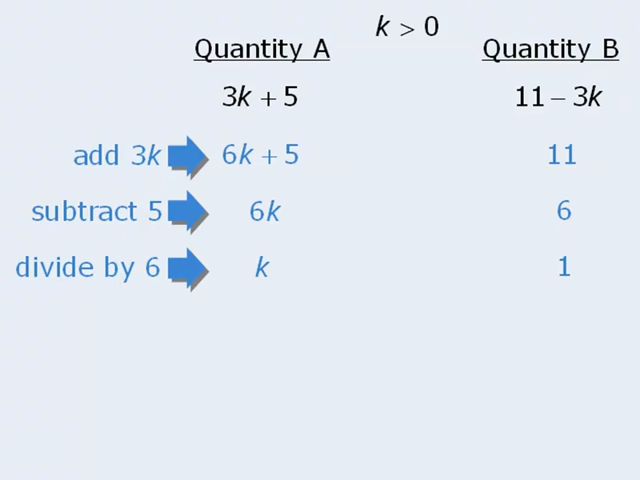 k > 0
Quantity A Quantity B
3k + 5 11 – 3k
add 3k 6k + 5 11
subtract 5 6k 6
divide by 6 k 1